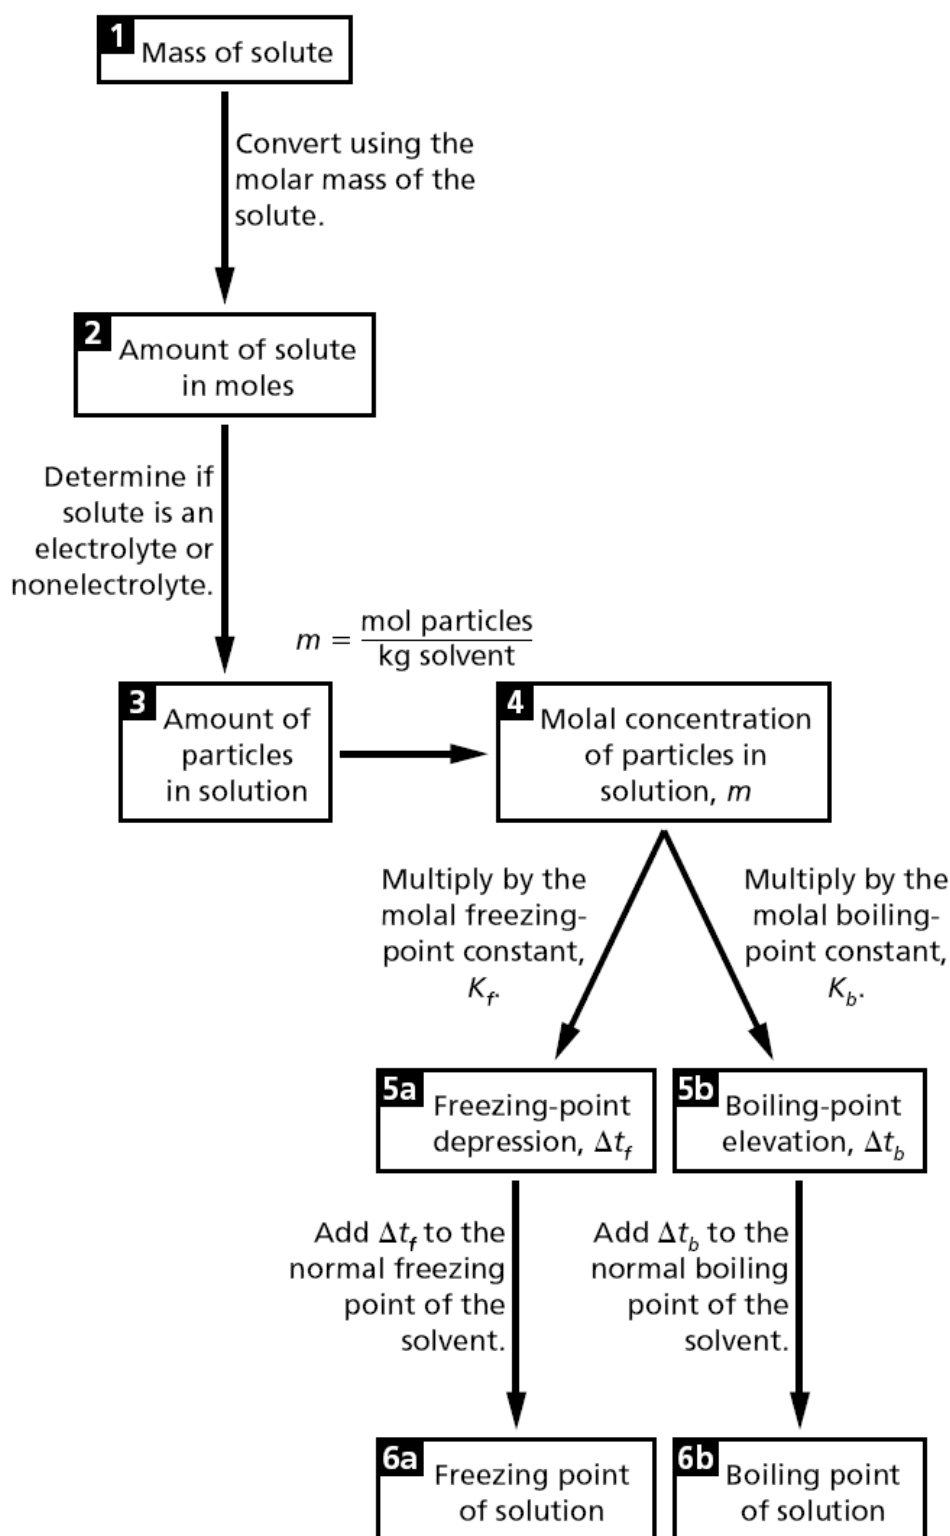 1
Mass of solute
Convert using the
molar mass of the
solute.
2
Amount of solute
in moles
Determine if
solute is an
electrolyte or
nonelectrolyte.
m = mol particles
kg solvent
3
Amount of
particles
in solution
4
Molal concentration
of particles in
solution, m
Multiply by the
molal freezing-
point constant,
Kf.
Multiply by the
molal boiling-
point constant,
Kb.
5a
Freezing-point
depression, Δtf
5b
Boiling-point
elevation, Δtb
Add Δtf to the
normal freezing
point of the
solvent.
Add Δtb to the
normal boiling
point of the
solvent.
6a
Freezing point
of solution
6b
Boiling point
of solution